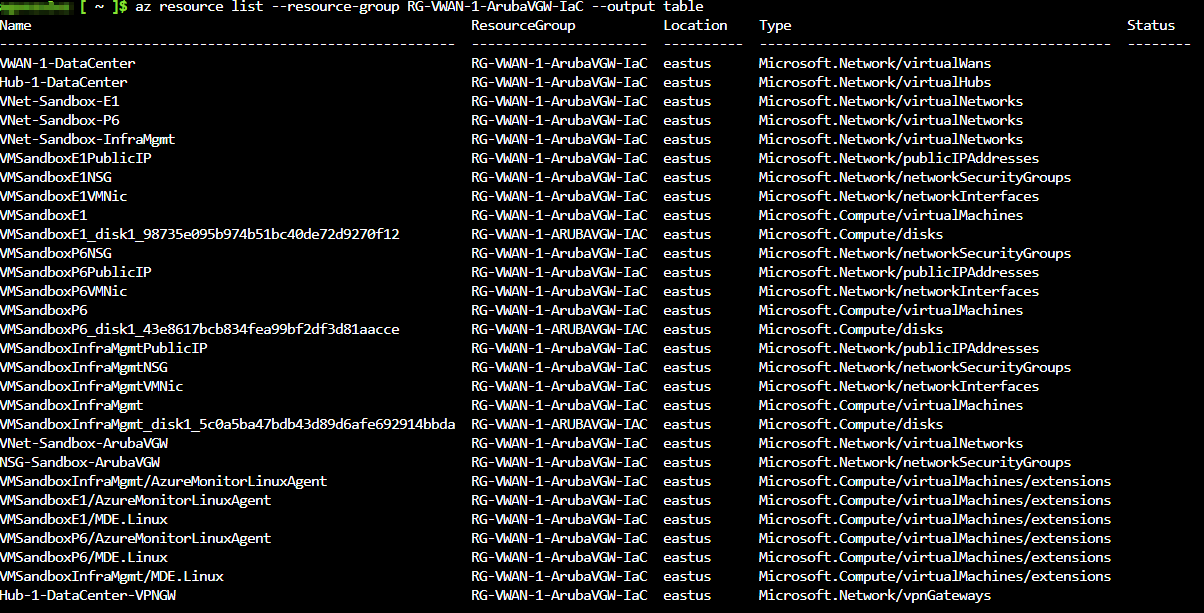 [ ~ ]$ az resource list --resource-group RG-VWAN-1-ArubaVGW-IaC --output table
Name ResourceGroup Location Type Status
--------------------------------------------------------- ---------------------- ---------- -------------------------------------------- --------
VWAN-1-DataCenter RG-VWAN-1-ArubaVGW-IaC eastus Microsoft.Network/virtualWans
Hub-1-DataCenter RG-VWAN-1-ArubaVGW-IaC eastus Microsoft.Network/virtualHubs
VNet-Sandbox-E1 RG-VWAN-1-ArubaVGW-IaC eastus Microsoft.Network/virtualNetworks
VNet-Sandbox-P6 RG-VWAN-1-ArubaVGW-IaC eastus Microsoft.Network/virtualNetworks
VNet-Sandbox-InfraMgmt RG-VWAN-1-ArubaVGW-IaC eastus Microsoft.Network/virtualNetworks
VMSandboxE1PublicIP RG-VWAN-1-ArubaVGW-IaC eastus Microsoft.Network/publicIPAddresses
VMSandboxE1NSG RG-VWAN-1-ArubaVGW-IaC eastus Microsoft.Network/networkSecurityGroups
VMSandboxE1VMNic RG-VWAN-1-ArubaVGW-IaC eastus Microsoft.Network/networkInterfaces
VMSandboxE1 RG-VWAN-1-ArubaVGW-IaC eastus Microsoft.Compute/virtualMachines
VMSandboxE1_disk1_98735e095b974b51bc40de72d9270f12 RG-VWAN-1-ARUBAVGW-IAC eastus Microsoft.Compute/disks
VMSandboxP6NSG RG-VWAN-1-ArubaVGW-IaC eastus Microsoft.Network/networkSecurityGroups
VMSandboxP6PublicIP RG-VWAN-1-ArubaVGW-IaC eastus Microsoft.Network/publicIPAddresses
VMSandboxP6VMNic RG-VWAN-1-ArubaVGW-IaC eastus Microsoft.Network/networkInterfaces
VMSandboxP6 RG-VWAN-1-ArubaVGW-IaC eastus Microsoft.Compute/virtualMachines
VMSandboxP6_disk1_43e8617bcb834fea99bf2df3d81aacce RG-VWAN-1-ARUBAVGW-IAC eastus Microsoft.Compute/disks
VMSandboxInfraMgmtPublicIP RG-VWAN-1-ArubaVGW-IaC eastus Microsoft.Network/publicIPAddresses
VMSandboxInfraMgmtNSG RG-VWAN-1-ArubaVGW-IaC eastus Microsoft.Network/networkSecurityGroups
VMSandboxInfraMgmtVMNic RG-VWAN-1-ArubaVGW-IaC eastus Microsoft.Network/networkInterfaces
VMSandboxInfraMgmt RG-VWAN-1-ArubaVGW-IaC eastus Microsoft.Compute/virtualMachines
VMSandboxInfraMgmt_disk1_5c0a5ba47bdb43d89d6afe692914bbda RG-VWAN-1-ARUBAVGW-IAC eastus Microsoft.Compute/disks
VNet-Sandbox-ArubaVGW RG-VWAN-1-ArubaVGW-IaC eastus Microsoft.Network/virtualNetworks
NSG-Sandbox-ArubaVGW RG-VWAN-1-ArubaVGW-IaC eastus Microsoft.Network/networkSecurityGroups
VMSandboxInfraMgmt/AzureMonitorLinuxAgent RG-VWAN-1-ArubaVGW-IaC eastus Microsoft.Compute/virtualMachines/extensions
VMSandboxE1/AzureMonitorLinuxAgent RG-VWAN-1-ArubaVGW-IaC eastus Microsoft.Compute/virtualMachines/extensions
VMSandboxE1/MDE.Linux RG-VWAN-1-ArubaVGW-IaC eastus Microsoft.Compute/virtualMachines/extensions
VMSandboxP6/AzureMonitorLinuxAgent RG-VWAN-1-ArubaVGW-IaC eastus Microsoft.Compute/virtualMachines/extensions
VMSandboxP6/MDE.Linux RG-VWAN-1-ArubaVGW-IaC eastus Microsoft.Compute/virtualMachines/extensions
VMSandboxInfraMgmt/MDE.Linux RG-VWAN-1-ArubaVGW-IaC eastus Microsoft.Compute/virtualMachines/extensions
Hub-1-DataCenter-VPNGW RG-VWAN-1-ArubaVGW-IaC eastus Microsoft.Network/vpnGateways